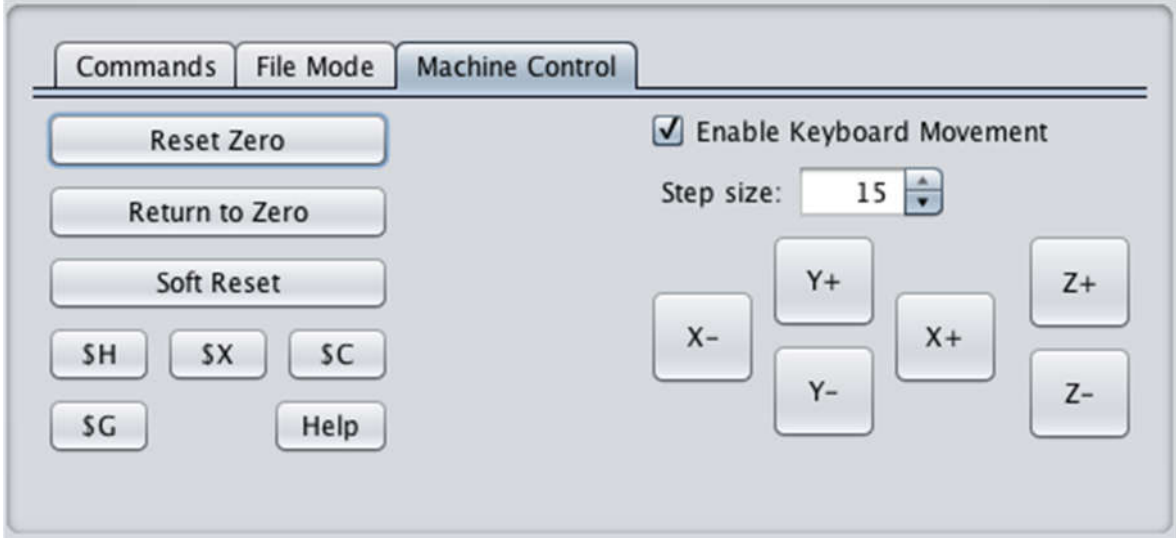 Commands File Mode Machine Control
Reset Zero
Return to Zero
Soft Reset
$H $X $C
$G Help
Enable Keyboard Movement
Step size: 15
Y+ Z+
X- X+
Y- Z-